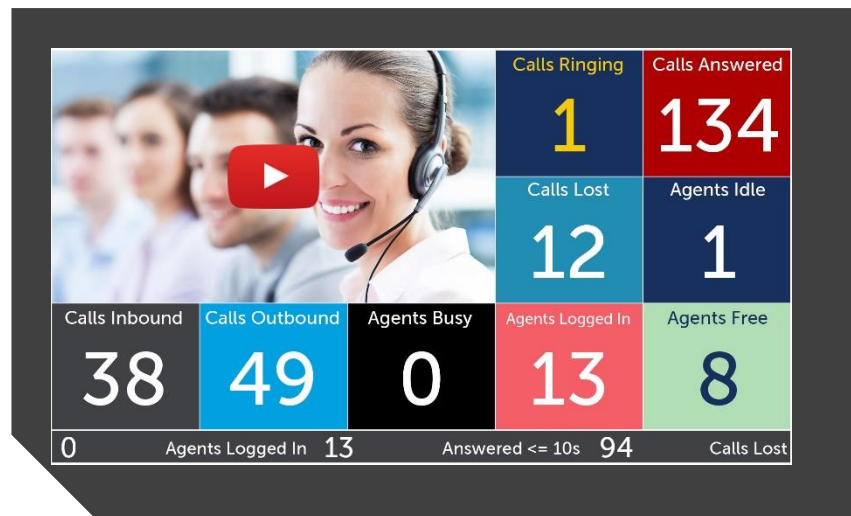 Calls Ringing
1
Calls Answered
134
Calls Lost
12
Agents Idle
1
Calls Inbound
38
Calls Outbound
49
Agents Busy
0
Agents Logged In
13
Agents Free
8
0 Agents Logged In 13 Answered <= 10s 94 Calls Lost